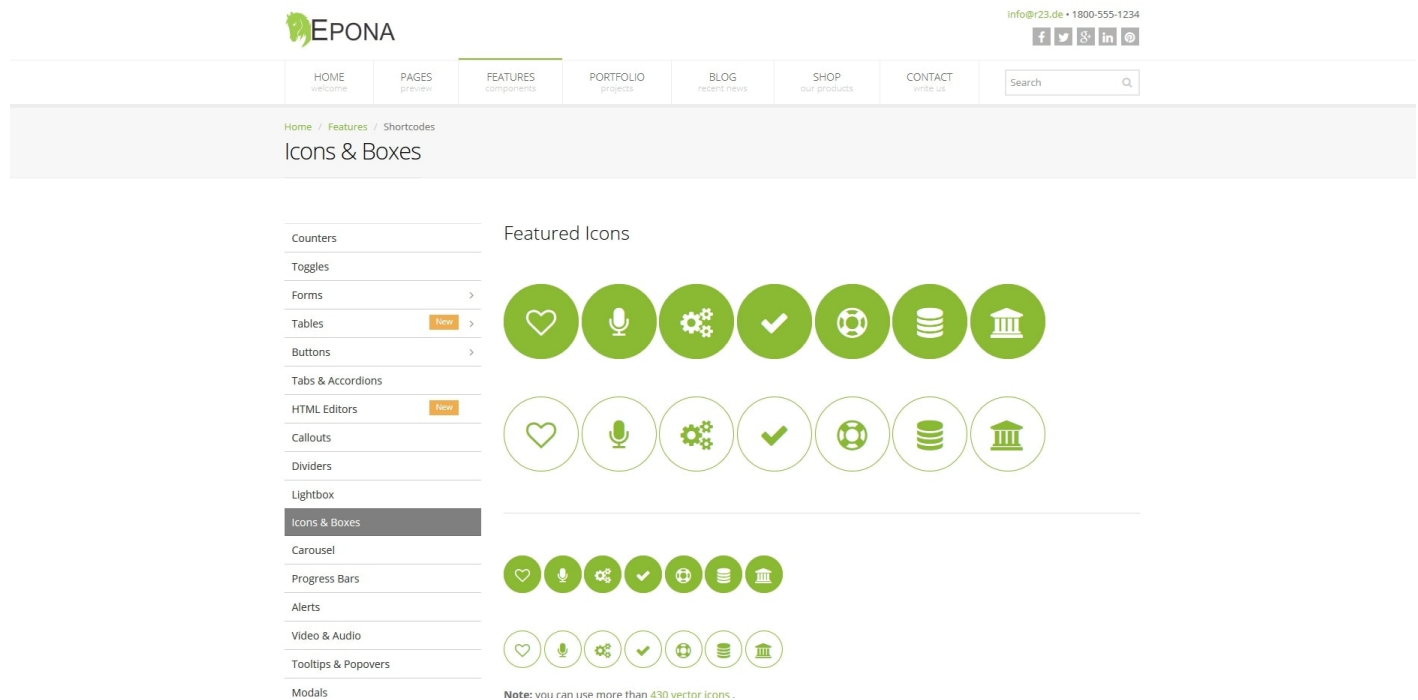 EPONA
info@r23.de • 1800-555-1234
HOME
welcome
PAGES
preview
FEATURES
components
PORTFOLIO
projects
BLOG
recent news
SHOP
our products
CONTACT
write us
Search
Home / Features / Shortcodes
Icons & Boxes
Counters
Toggles
Forms
Tables New
Buttons
Tabs & Accordions
HTML Editors New
Callouts
Dividers
Lightbox
Icons & Boxes
Carousel
Progress Bars
Alerts
Video & Audio
Tooltips & Popovers
Modals
Featured Icons
Note: you can use more than 430 vector icons .